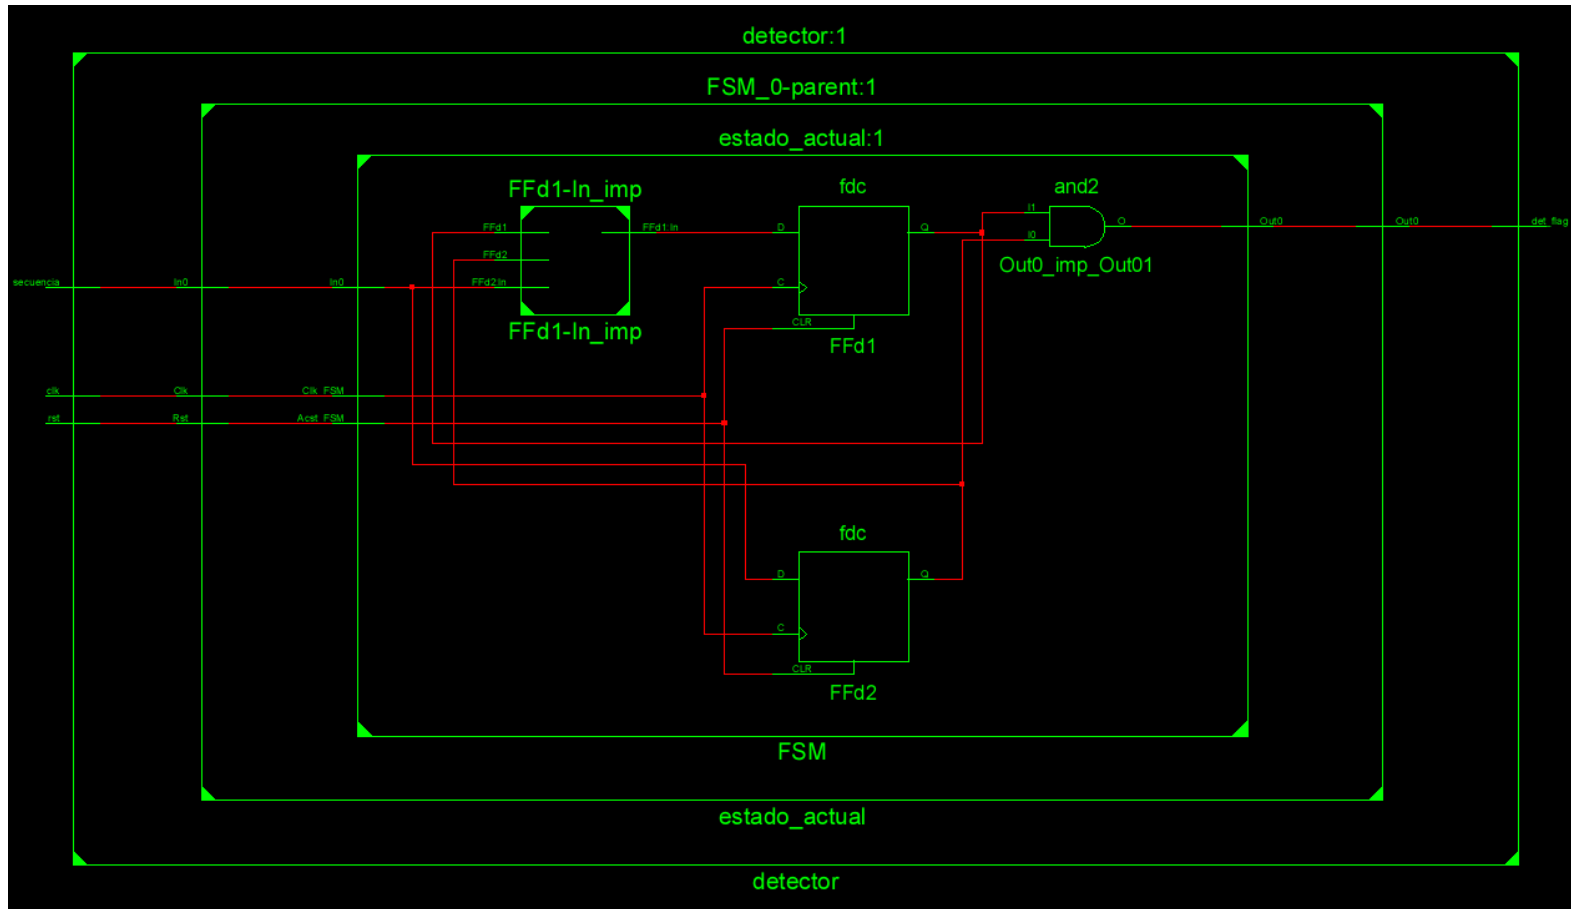 detector:1
FSM_0-parent:1
estado_actual:1
FFd1-In_imp
fdc
and2
FFd1
FFd1:In
D
Q
I1
O
Out0
Out0
det_flag
I0
FFd2
Out0_imp_Out01
secuencia
In0
In0
FFd2:In
C
CLR
FFd1-In_imp
FFd1
clk
Clk
Clk_FSM
rst
Rst
Acst_FSM
fdc
D
Q
C
CLR
FFd2
FSM
estado_actual
detector